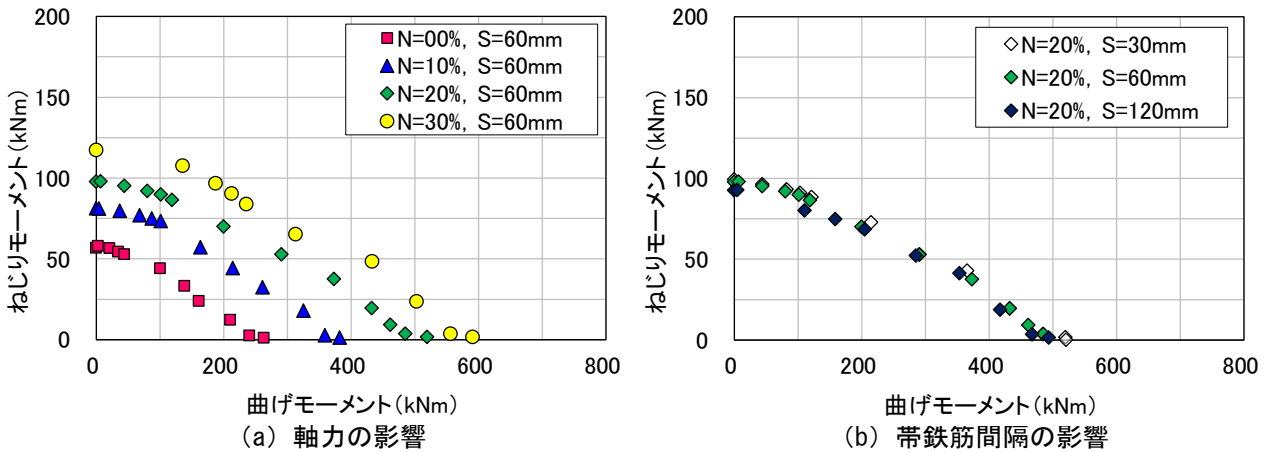 200
150
100
50
0
ねじりモーメント(kNm)
N=00%, S=60mm
N=10%, S=60mm
N=20%, S=60mm
N=30%, S=60mm
0 200 400 600 800
曲げモーメント(kNm)
(a) 軸力の影響
200
150
100
50
0
ねじりモーメント(kNm)
N=20%, S=30mm
N=20%, S=60mm
N=20%, S=120mm
0 200 400 600 800
曲げモーメント(kNm)
(b) 帯鉄筋間隔の影響